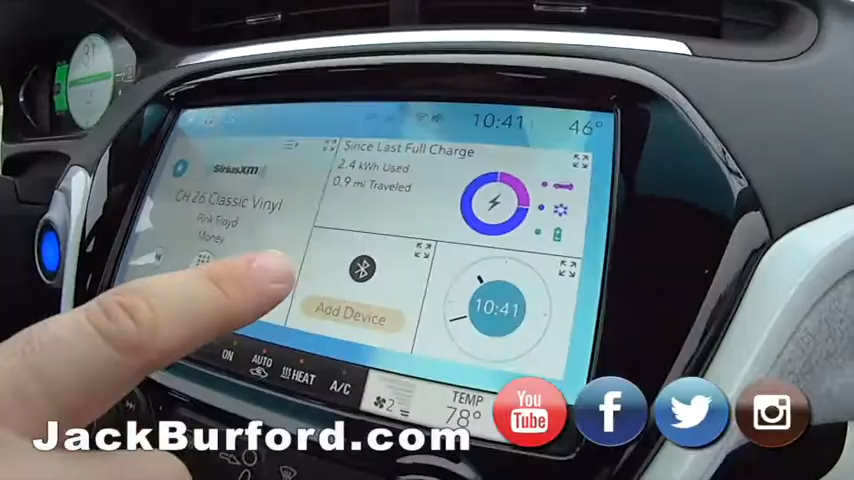 10:41
46°
SiriusXM
CH 26 Classic Vinyl
Pink Floyd
Money
Since Last Full Charge
2.4 kWh Used
0.9 mi Traveled
Add Device
10:41
ON
AUTO
HEAT
A/C
2
TEMP
78°
JackBurford.com
You
Tube
f